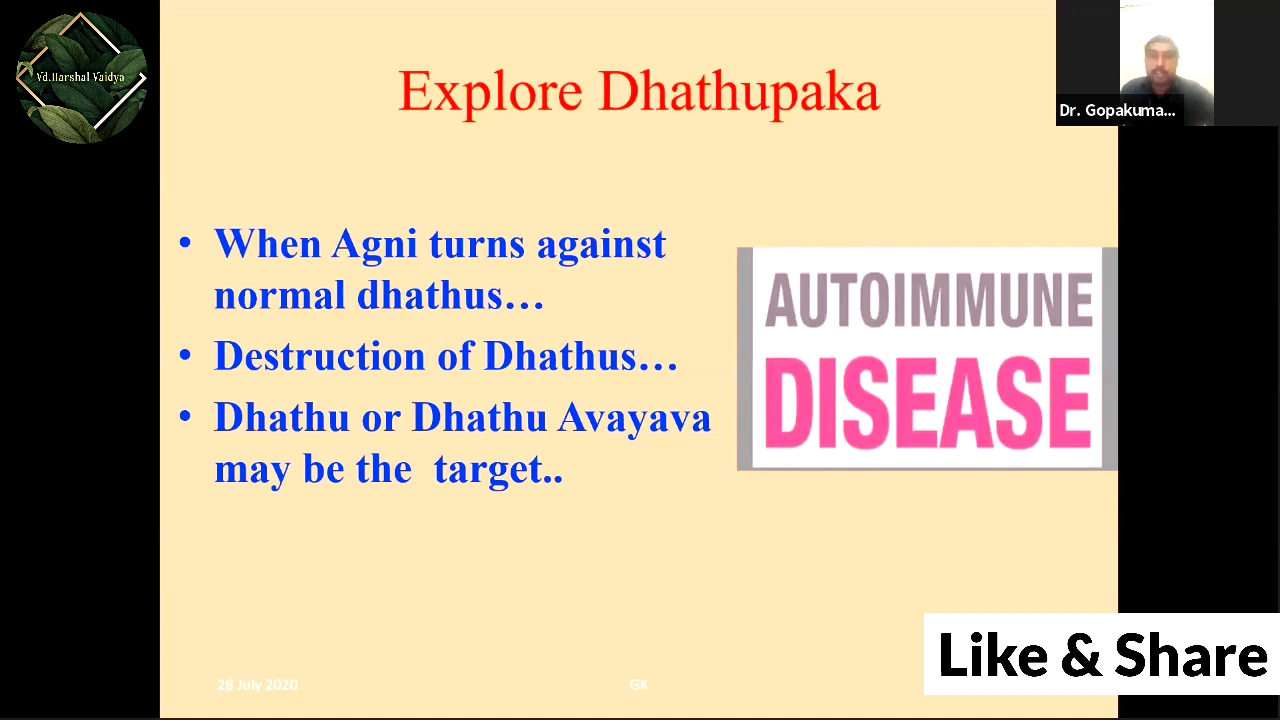 Vd.Harshal Vaidya
Explore Dhathupaka
Dr. Gopakuma...
• When Agni turns against
normal dhathus…
• Destruction of Dhathus…
• Dhathu or Dhathu Avayava
may be the target..
AUTOIMMUNE
DISEASE
Like & Share
28 July 2020
GK